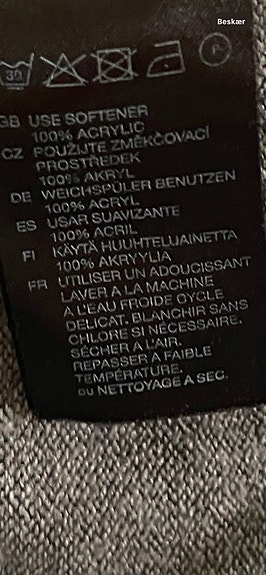 Beskær
30
P
GB USE SOFTENER
100% ACRYLIC
CZ POUŽIJTE ZMĚKČOVACÍ
PROSTŘEDEK
100% AKRYL
DE WEICHSPÜLER BENUTZEN
100% ACRYL
ES USAR SUAVIZANTE
100% ACRIL
FI KÄYTÄ HUUHTELUAINETTA
100% AKRYYLIA
FR UTILISER UN ADOUCISSANT
LAVER A LA MACHINE
A L'EAU FROIDE CYCLE
DELICAT. BLANCHIR SANS
CHLORE SI NÉCESSAIRE.
SÉCHER A L'AIR.
REPASSER A FAIBLE
TEMPÉRATURE.
OU NETTOYAGE A SEC.